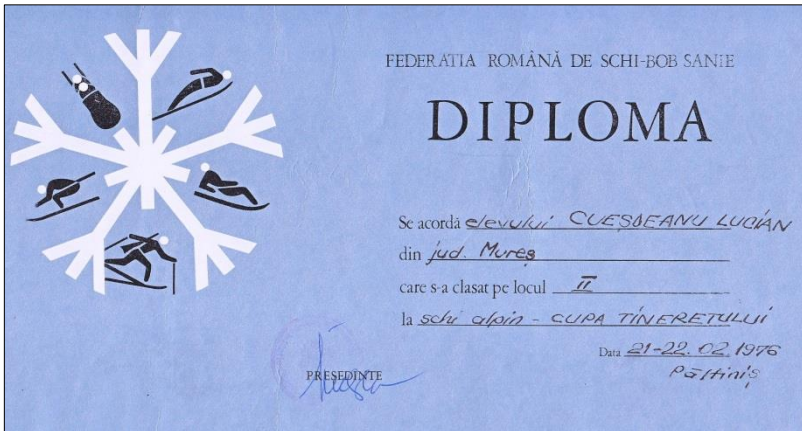 FEDERATIA ROMÂNĂ DE SCHI-BOB SANIE
DIPLOMA
Se acordă elevului CUEȘDEANU LUCIAN
din jud. Mureș
care s-a clasat pe locul II
la schi alpin - CUPA TINERETULUI
Data 21-22. 02. 1976
Păltiniș
PREȘEDINTE